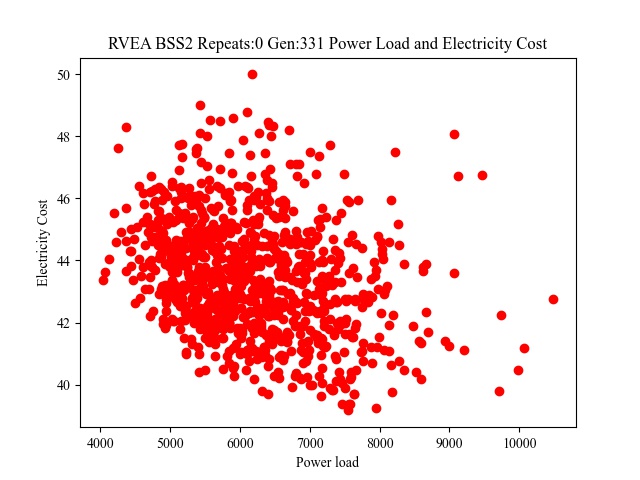 RVEA BSS2 Repeats:0 Gen:331 Power Load and Electricity Cost
50
48
46
44
42
40
Electricity Cost
4000 5000 6000 7000 8000 9000 10000
Power load